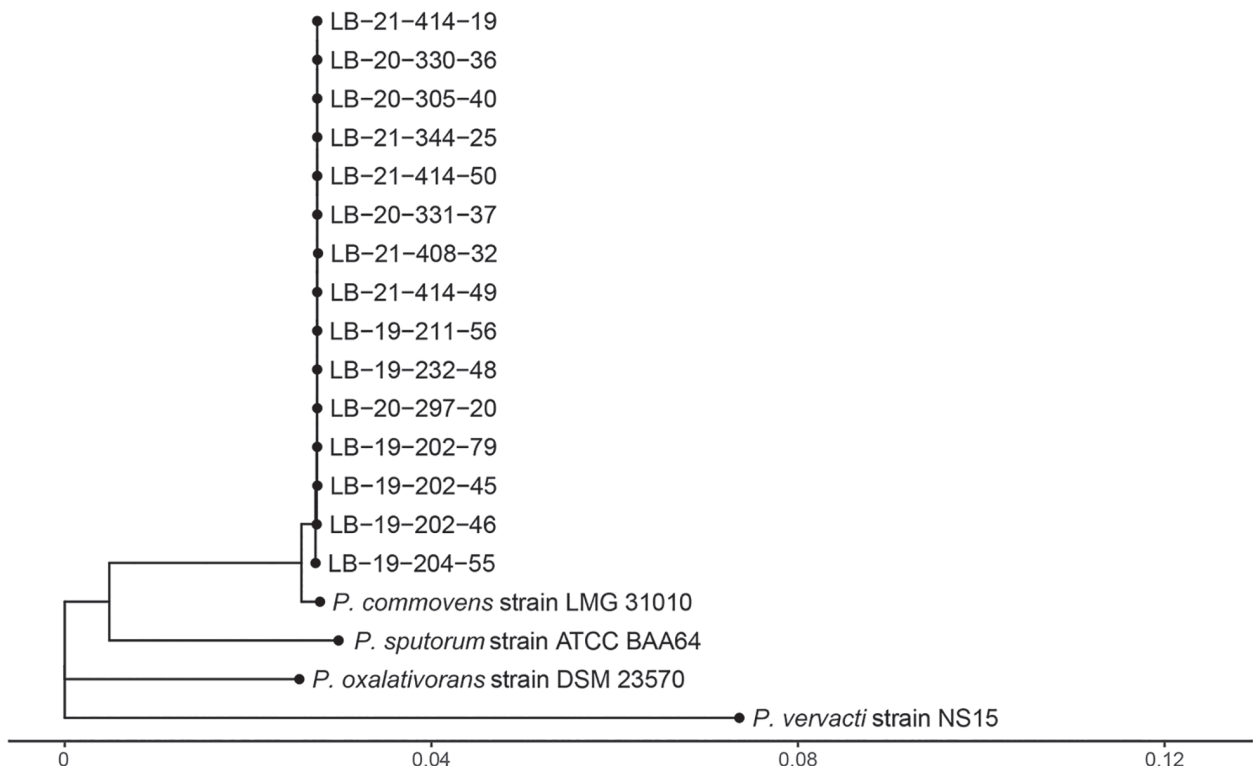 LB−21−414−19
LB−20−330−36
LB−20−305−40
LB−21−344−25
LB−21−414−50
LB−20−331−37
LB−21−408−32
LB−21−414−49
LB−19−211−56
LB−19−232−48
LB−20−297−20
LB−19−202−79
LB−19−202−45
LB−19−202−46
LB−19−204−55
P. commovens strain LMG 31010
P. sputorum strain ATCC BAA64
P. oxalativorans strain DSM 23570
P. vervacti strain NS15
0 0.04 0.08 0.12